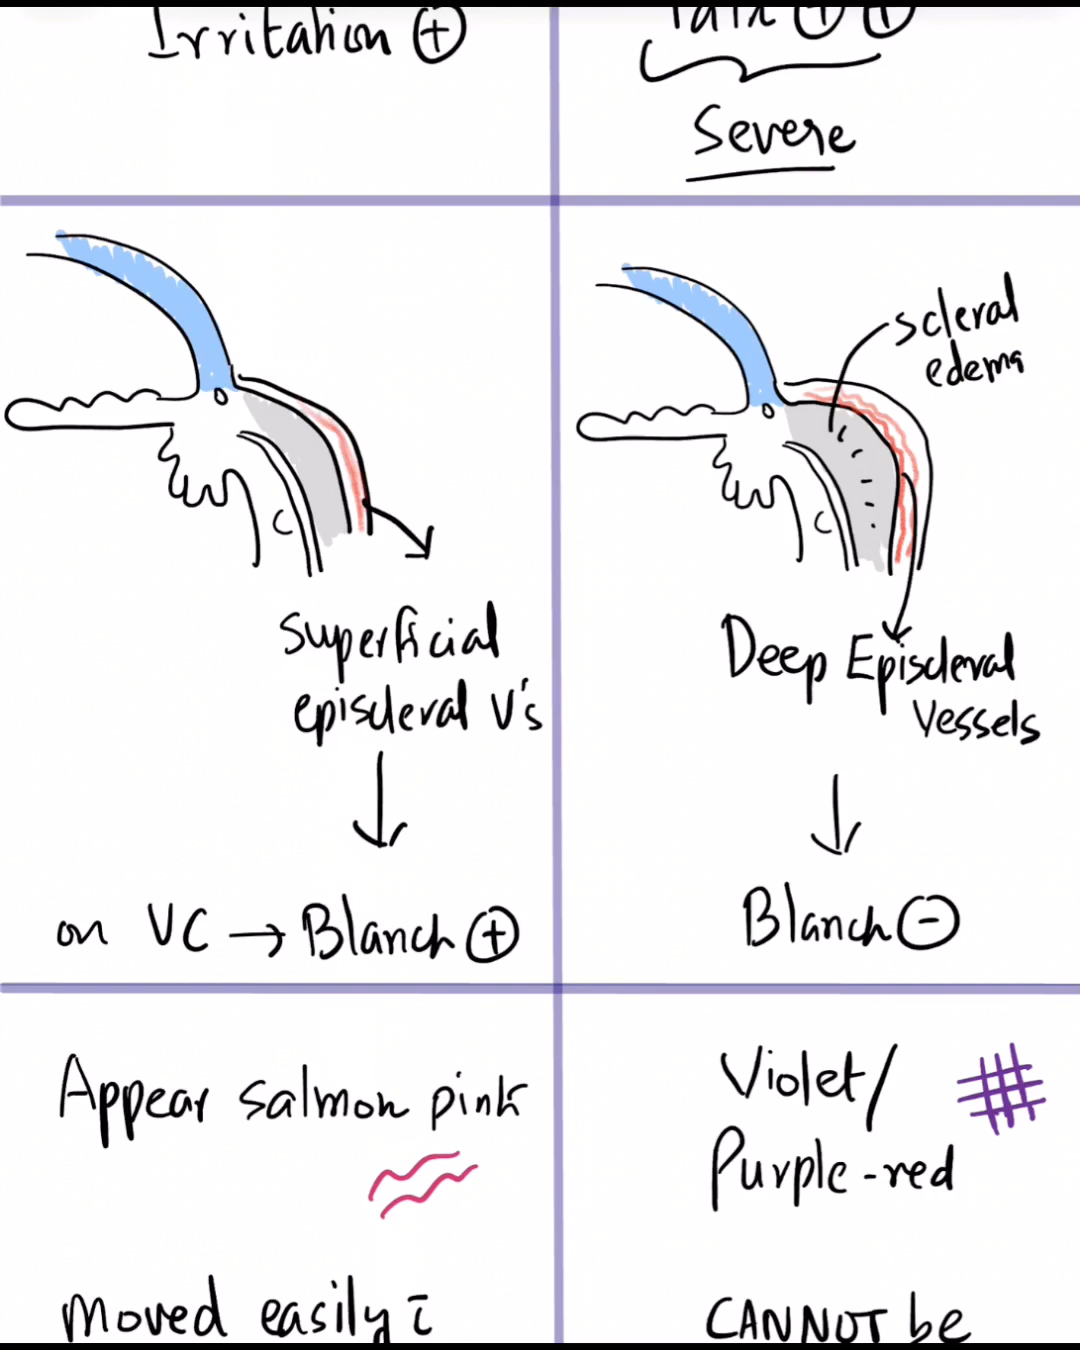 Irritation ⊕
Pain ⊕ ⊕
Severe
scleral
edema
Superficial
episcleral V's
Deep Episcleral
Vessels
on VC → Blanch ⊕
Blanch ⊖
Appear salmon pink
Violet/
Purple-red
Moved easily c̄
CANNOT be